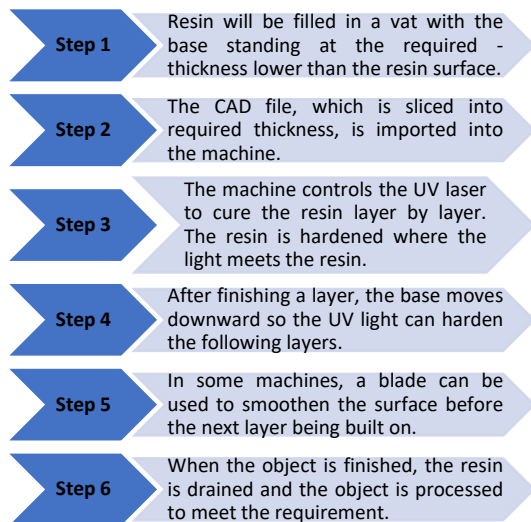 Step 1
Resin will be filled in a vat with the
base standing at the required -
thickness lower than the resin surface.
Step 2
The CAD file, which is sliced into
required thickness, is imported into
the machine.
Step 3
The machine controls the UV laser
to cure the resin layer by layer.
The resin is hardened where the
light meets the resin.
Step 4
After finishing a layer, the base moves
downward so the UV light can harden
the following layers.
Step 5
In some machines, a blade can be
used to smoothen the surface before
the next layer being built on.
Step 6
When the object is finished, the resin
is drained and the object is processed
to meet the requirement.